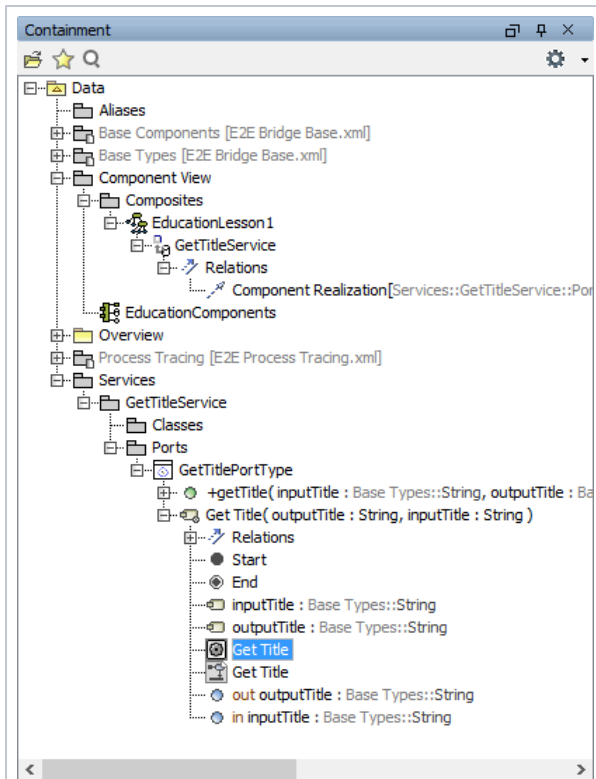 Containment
Data
Aliases
Base Components [E2E Bridge Base.xml]
Base Types [E2E Bridge Base.xml]
Component View
Composites
EducationLesson1
GetTitleService
Relations
Component Realization[Services::GetTitleService::Por
EducationComponents
Overview
Process Tracing [E2E Process Tracing.xml]
Services
GetTitleService
Classes
Ports
GetTitlePortType
+getTitle( inputTitle : Base Types::String, outputTitle : Ba
Get Title( outputTitle : String, inputTitle : String )
Relations
Start
End
inputTitle : Base Types::String
outputTitle : Base Types::String
Get Title
Get Title
out outputTitle : Base Types::String
in inputTitle : Base Types::String